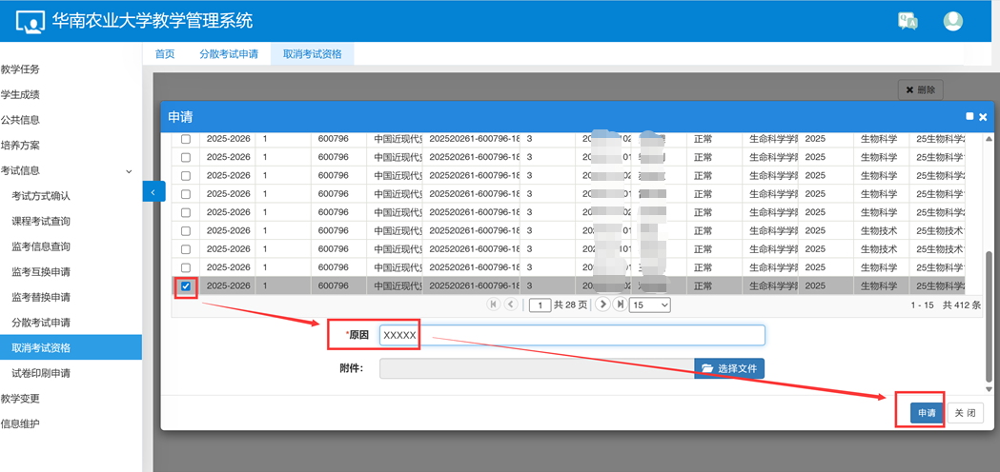 华南农业大学教学管理系统
首页 分散考试申请 取消考试资格
教学任务
学生成绩
公共信息
培养方案
考试信息
考试方式确认
课程考试查询
监考信息查询
监考互换申请
监考替换申请
分散考试申请
取消考试资格
试卷印刷申请
教学变更
信息维护
删除
申请
2025-2026 1 600796 中国近现代史 202520261-600796-18 3 正常 生命科学学院 2025 生物科学 25生物科学
2025-2026 1 600796 中国近现代史 202520261-600796-18 3 正常 生命科学学院 2025 生物科学 25生物科学
2025-2026 1 600796 中国近现代史 202520261-600796-18 3 正常 生命科学学院 2025 生物科学 25生物科学
2025-2026 1 600796 中国近现代史 202520261-600796-18 3 正常 生命科学学院 2025 生物科学 25生物科学
2025-2026 1 600796 中国近现代史 202520261-600796-18 3 正常 生命科学学院 2025 生物科学 25生物科学
2025-2026 1 600796 中国近现代史 202520261-600796-18 3 正常 生命科学学院 2025 生物技术 25生物技术
2025-2026 1 600796 中国近现代史 202520261-600796-18 3 正常 生命科学学院 2025 生物技术 25生物技术
2025-2026 1 600796 中国近现代史 202520261-600796-18 3 正常 生命科学学院 2025 生物科学 25生物科学
2025-2026 1 600796 中国近现代史 202520261-600796-18 3 正常 生命科学学院 2025 生物科学 25生物科学
1 共 28 页 15 1 - 15 共 412 条
*原因 XXXXX
附件： 选择文件
申请 关 闭